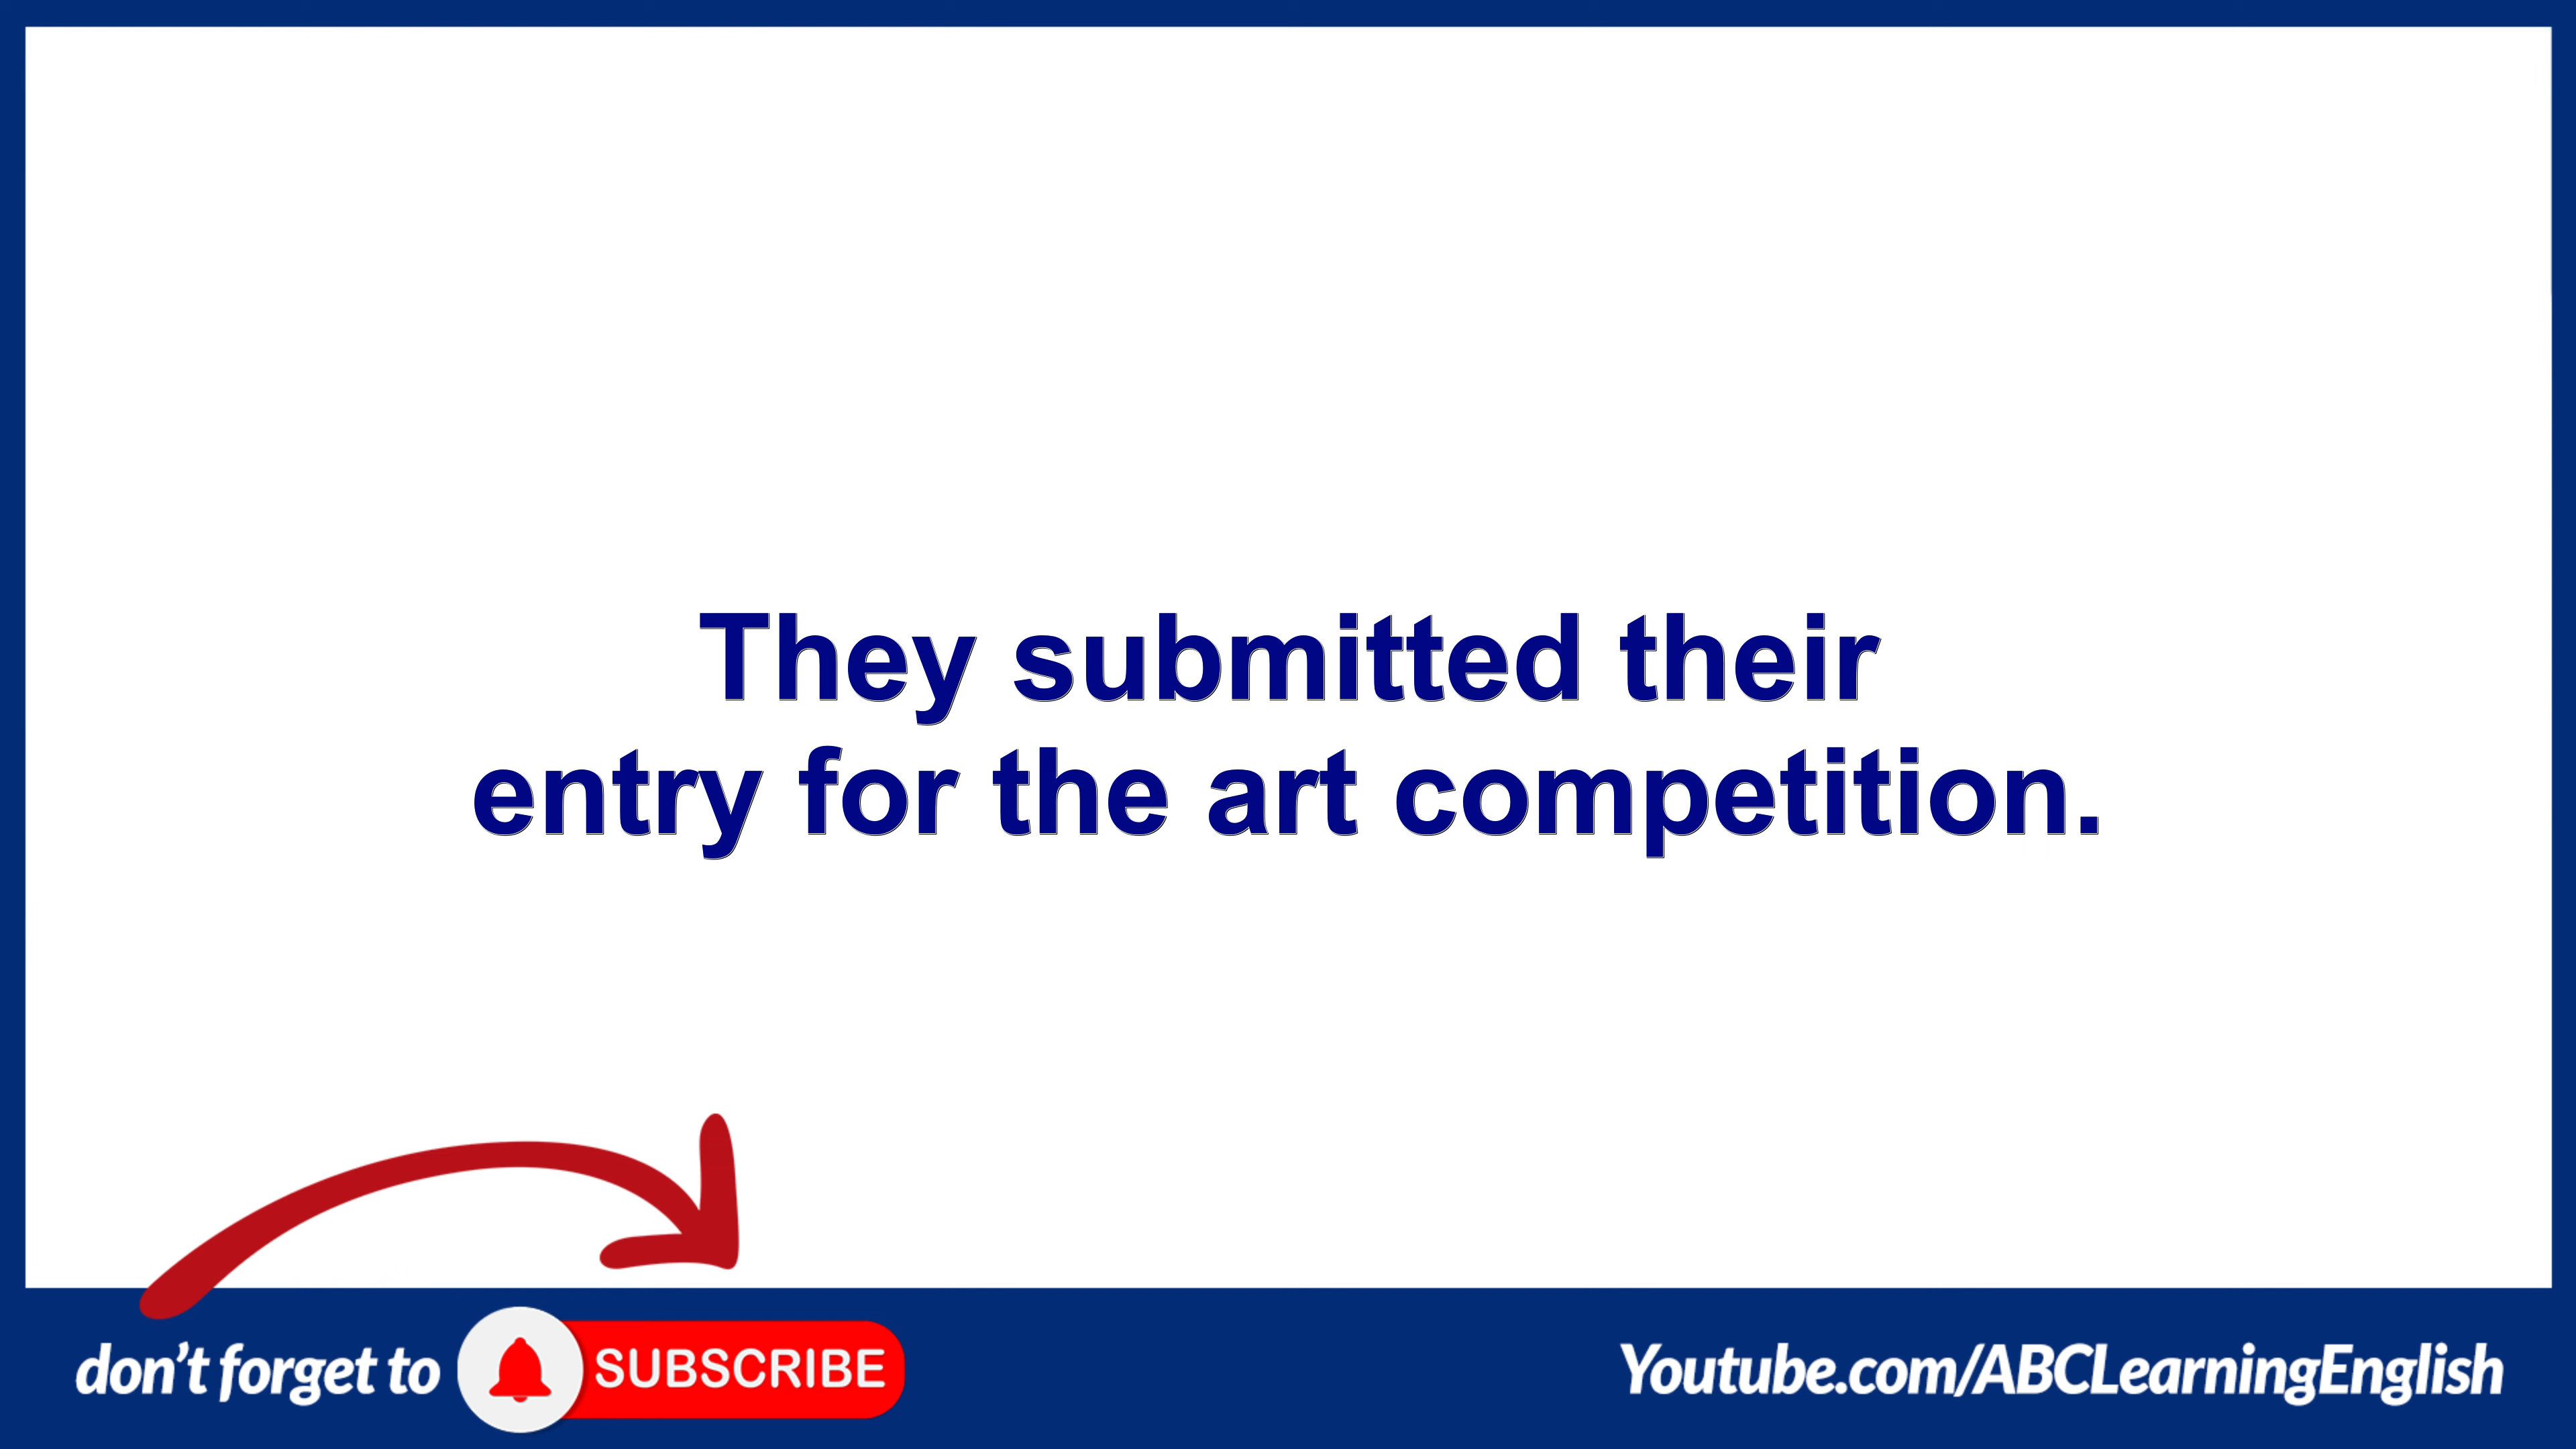 They submitted their
entry for the art competition.
don't forget to SUBSCRIBE
Youtube.com/ABCLearningEnglish